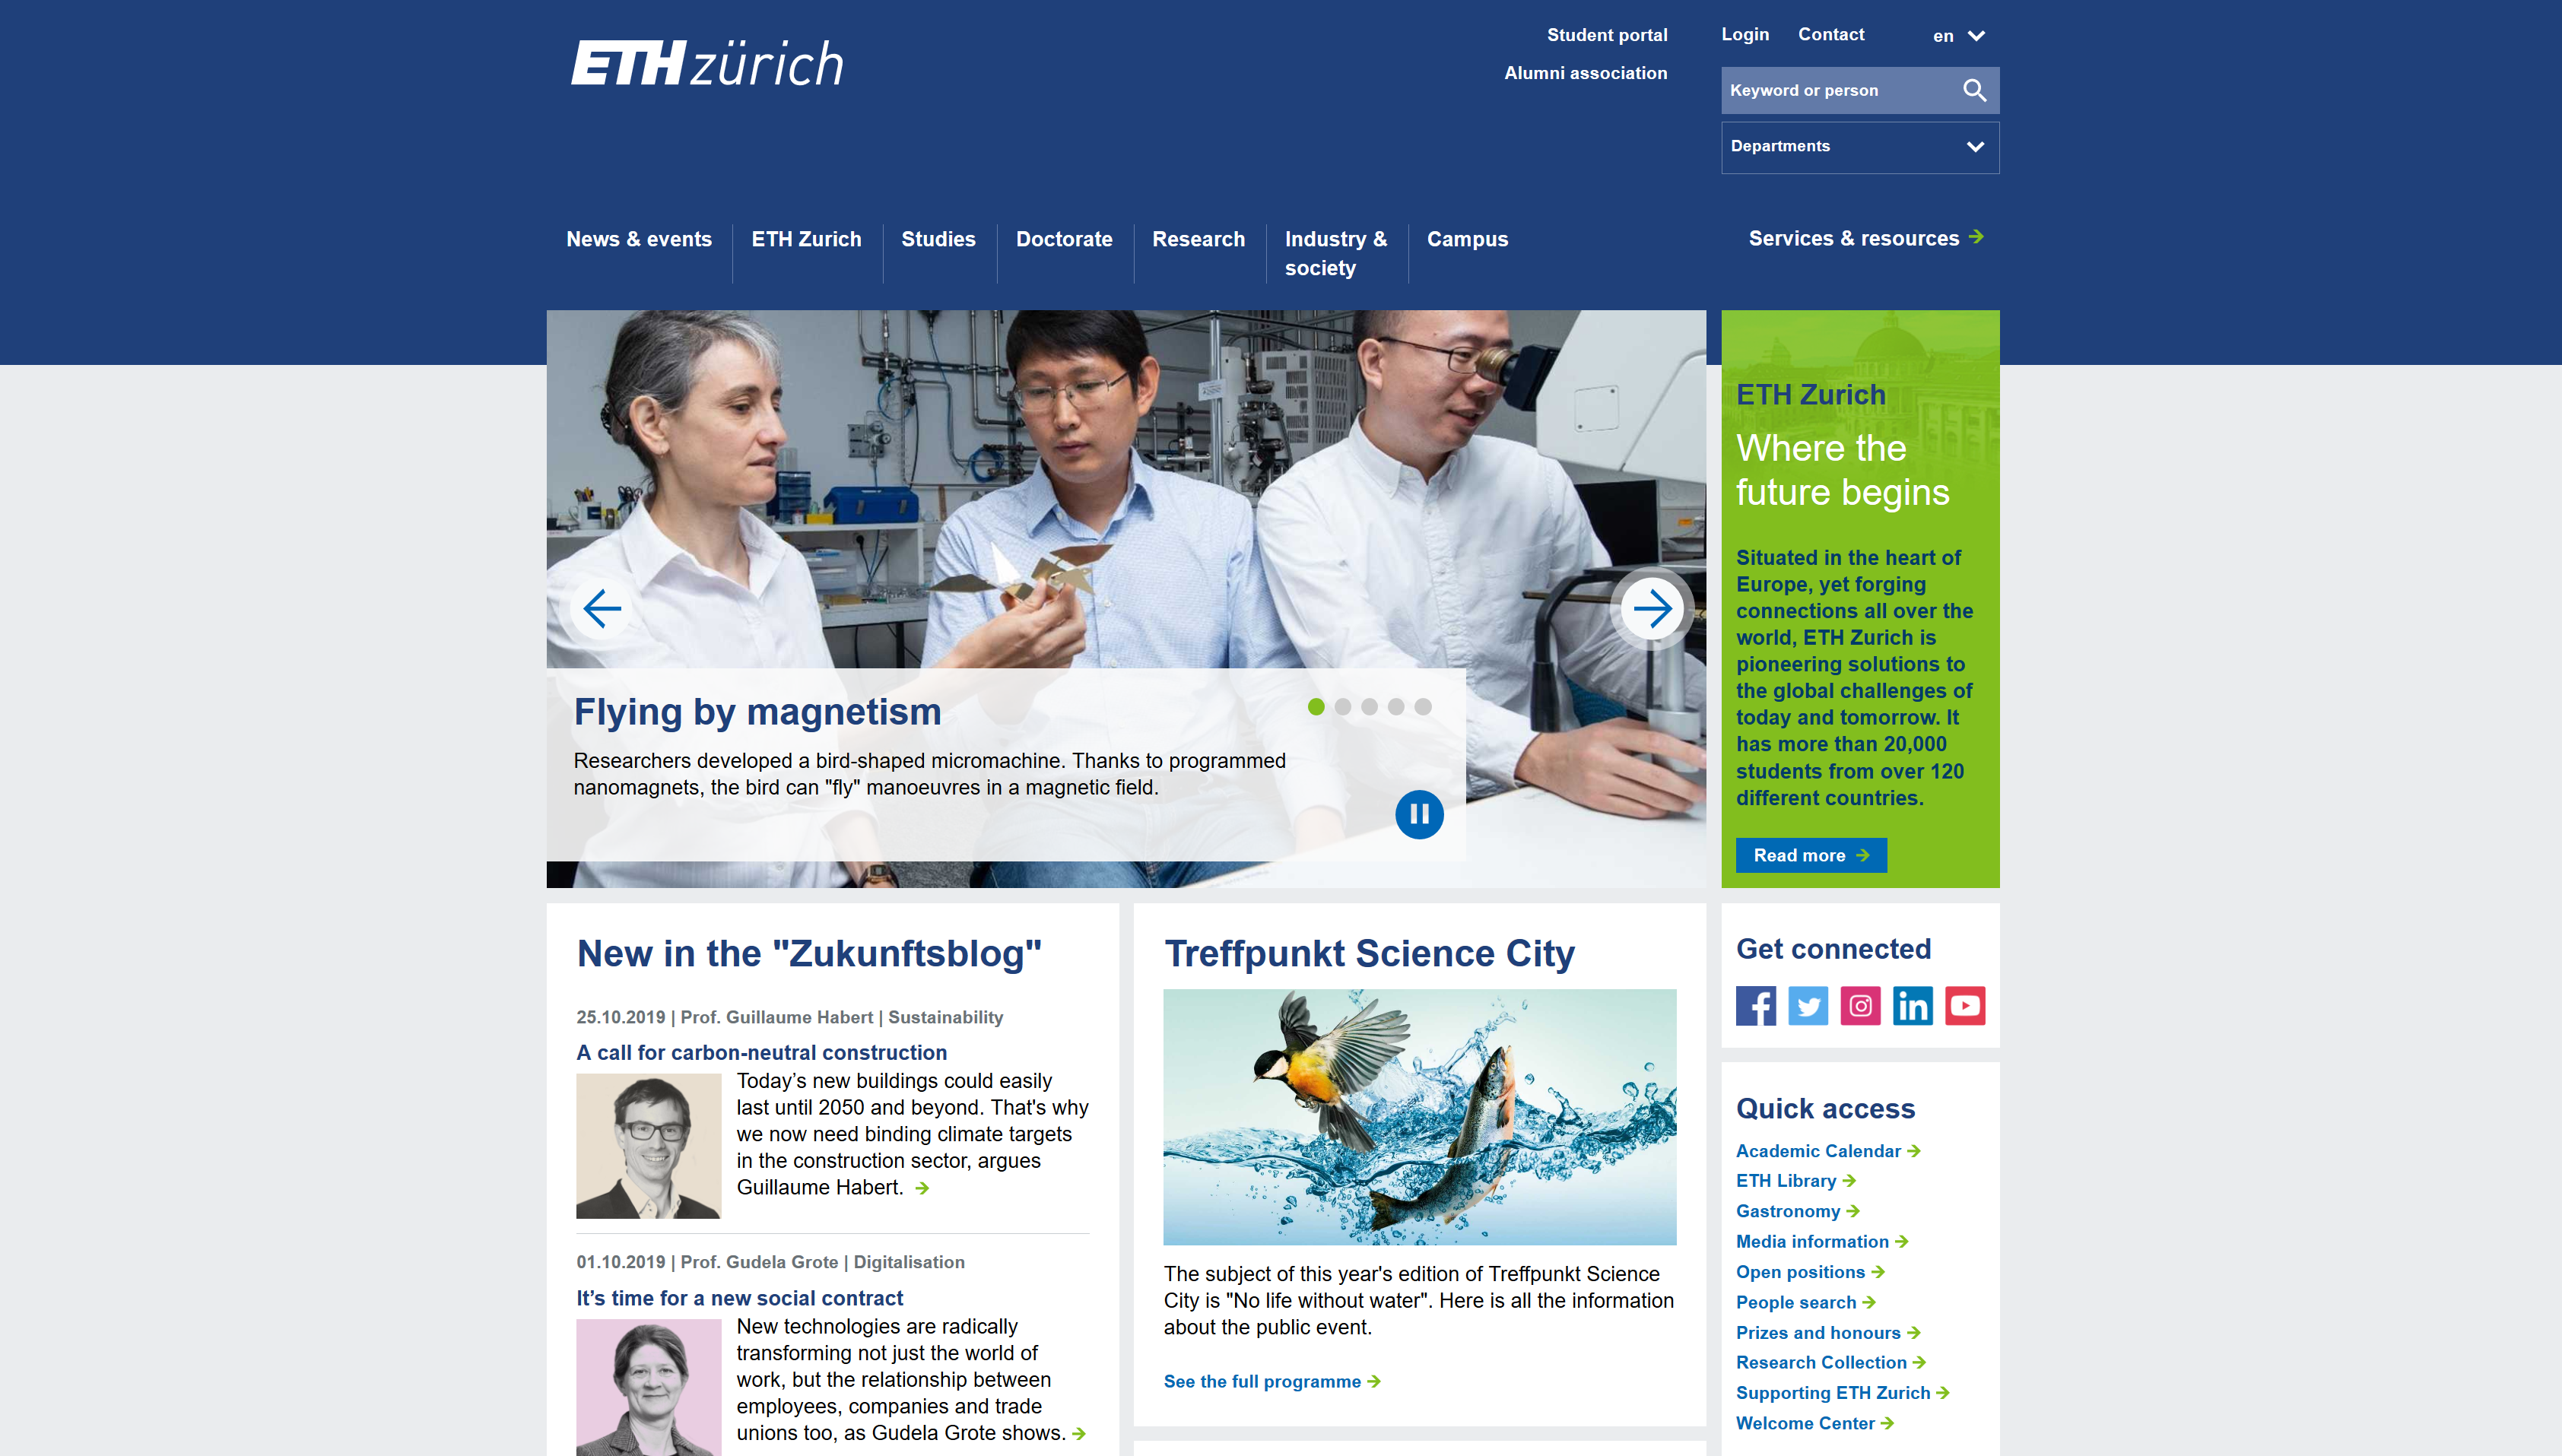 ETH zürich
Student portal
Alumni association
Login
Contact
en
Keyword or person
Departments
News & events
ETH Zurich
Studies
Doctorate
Research
Industry &
society
Campus
Services & resources
Flying by magnetism
Researchers developed a bird-shaped micromachine. Thanks to programmed
nanomagnets, the bird can "fly" manoeuvres in a magnetic field.
ETH Zurich
Where the
future begins
Situated in the heart of
Europe, yet forging
connections all over the
world, ETH Zurich is
pioneering solutions to
the global challenges of
today and tomorrow. It
has more than 20,000
students from over 120
different countries.
Read more
New in the "Zukunftsblog"
25.10.2019 | Prof. Guillaume Habert | Sustainability
A call for carbon-neutral construction
Today’s new buildings could easily
last until 2050 and beyond. That's why
we now need binding climate targets
in the construction sector, argues
Guillaume Habert.
01.10.2019 | Prof. Gudela Grote | Digitalisation
It’s time for a new social contract
New technologies are radically
transforming not just the world of
work, but the relationship between
employees, companies and trade
unions too, as Gudela Grote shows.
Treffpunkt Science City
The subject of this year's edition of Treffpunkt Science
City is "No life without water". Here is all the information
about the public event.
See the full programme
Get connected
Quick access
Academic Calendar
ETH Library
Gastronomy
Media information
Open positions
People search
Prizes and honours
Research Collection
Supporting ETH Zurich
Welcome Center